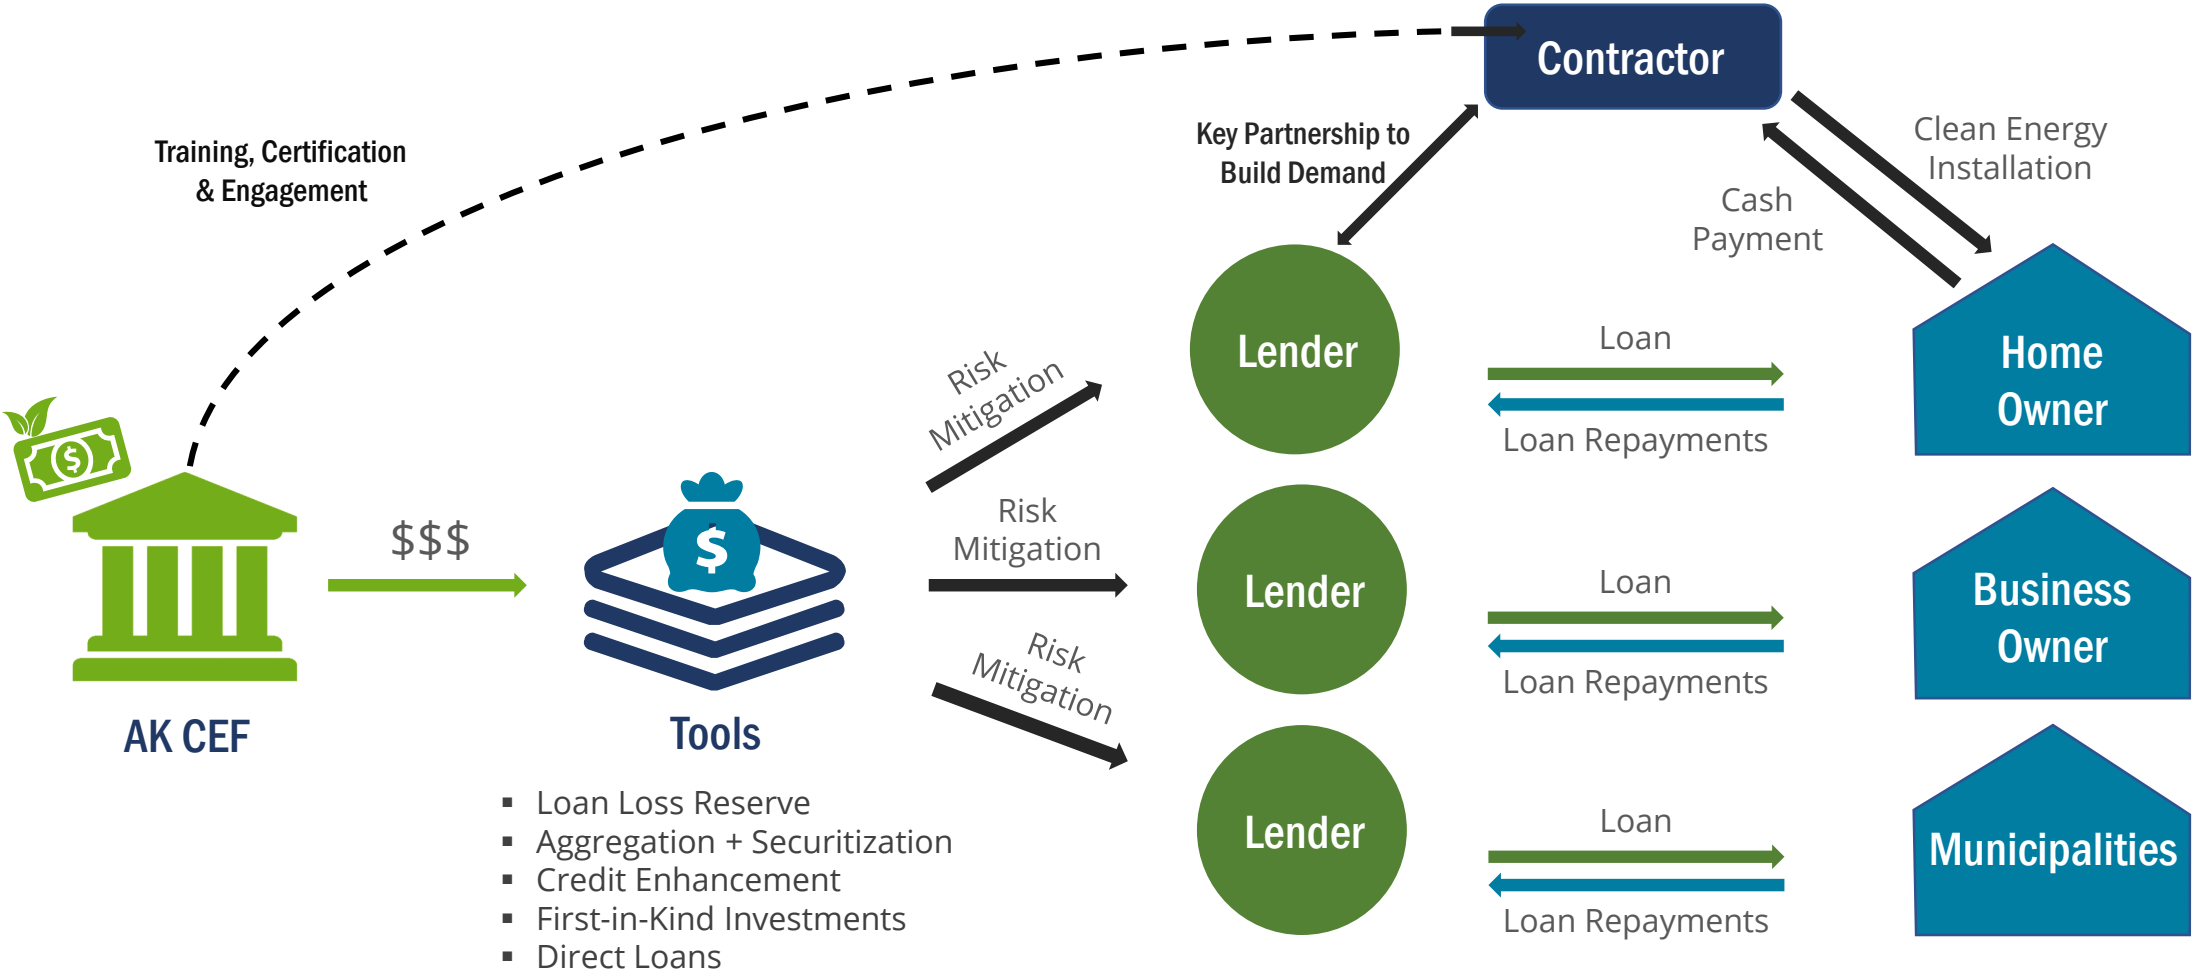 Contractor
Training, Certification
& Engagement
Key Partnership to
Build Demand
Clean Energy
Installation
Cash
Payment
Risk
Mitigation
Lender
Loan
Loan Repayments
Home
Owner
$
$$$
$
Risk
Mitigation
Lender
Loan
Loan Repayments
Business
Owner
Risk
Mitigation
AK CEF
Tools
▪ Loan Loss Reserve
▪ Aggregation + Securitization
▪ Credit Enhancement
▪ First-in-Kind Investments
▪ Direct Loans
Lender
Loan
Loan Repayments
Municipalities